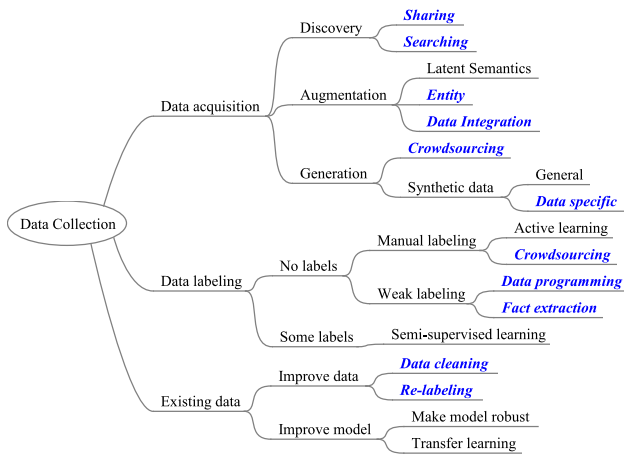 Data Collection
Data acquisition
Discovery
Sharing
Searching
Augmentation
Latent Semantics
Entity
Data Integration
Generation
Crowdsourcing
Synthetic data
General
Data specific
Data labeling
No labels
Manual labeling
Active learning
Crowdsourcing
Weak labeling
Data programming
Fact extraction
Some labels
Semi-supervised learning
Existing data
Improve data
Data cleaning
Re-labeling
Improve model
Make model robust
Transfer learning